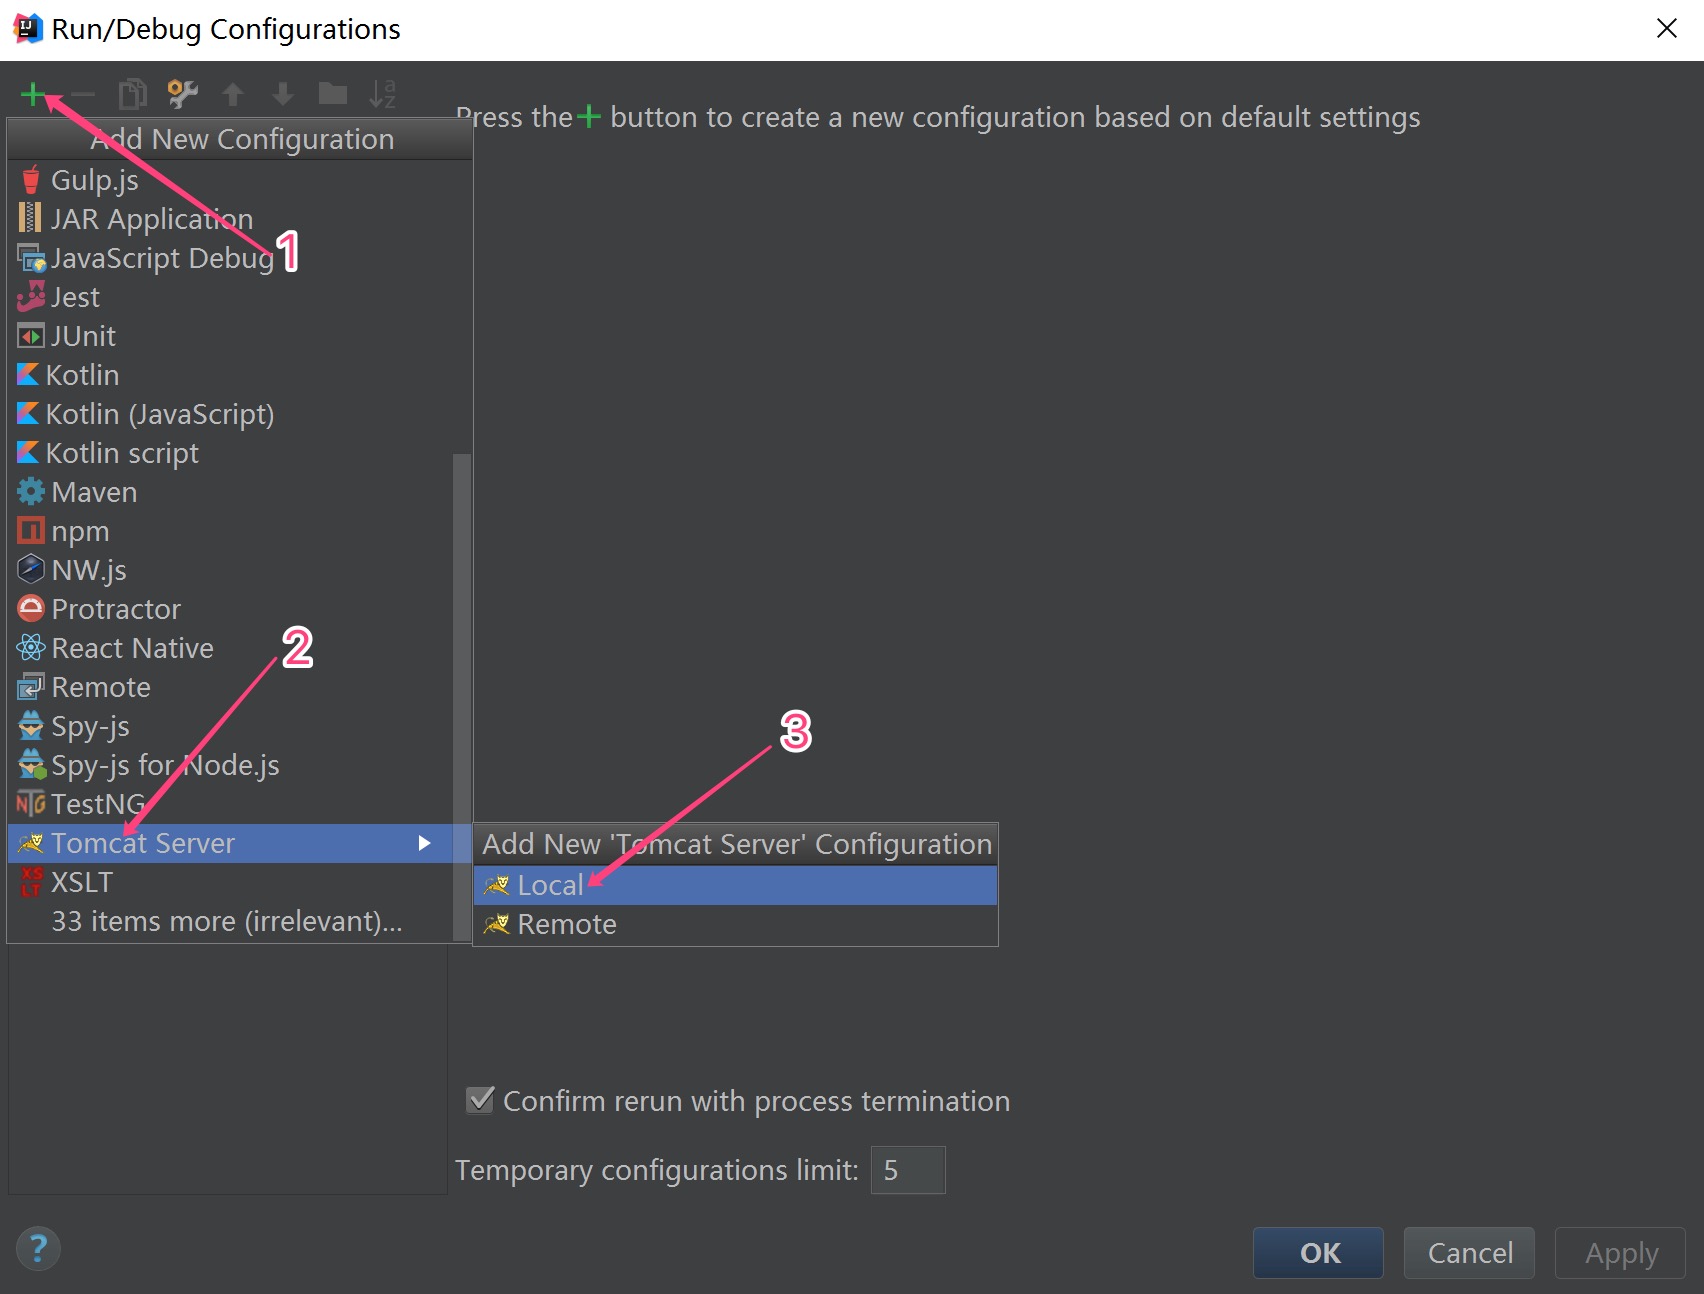 Run/Debug Configurations
Press the + button to create a new configuration based on default settings
Add New Configuration
Gulp.js
JAR Application
JavaScript Debug
1
Jest
JUnit
Kotlin
Kotlin (JavaScript)
Kotlin script
Maven
npm
NW.js
Protractor
React Native
2
Remote
Spy-js
3
Spy-js for Node.js
TestNG
Tomcat Server
Add New 'Tomcat Server' Configuration
XSLT
Local
33 items more (irrelevant)...
Remote
Confirm rerun with process termination
Temporary configurations limit: 5
?
OK Cancel Apply